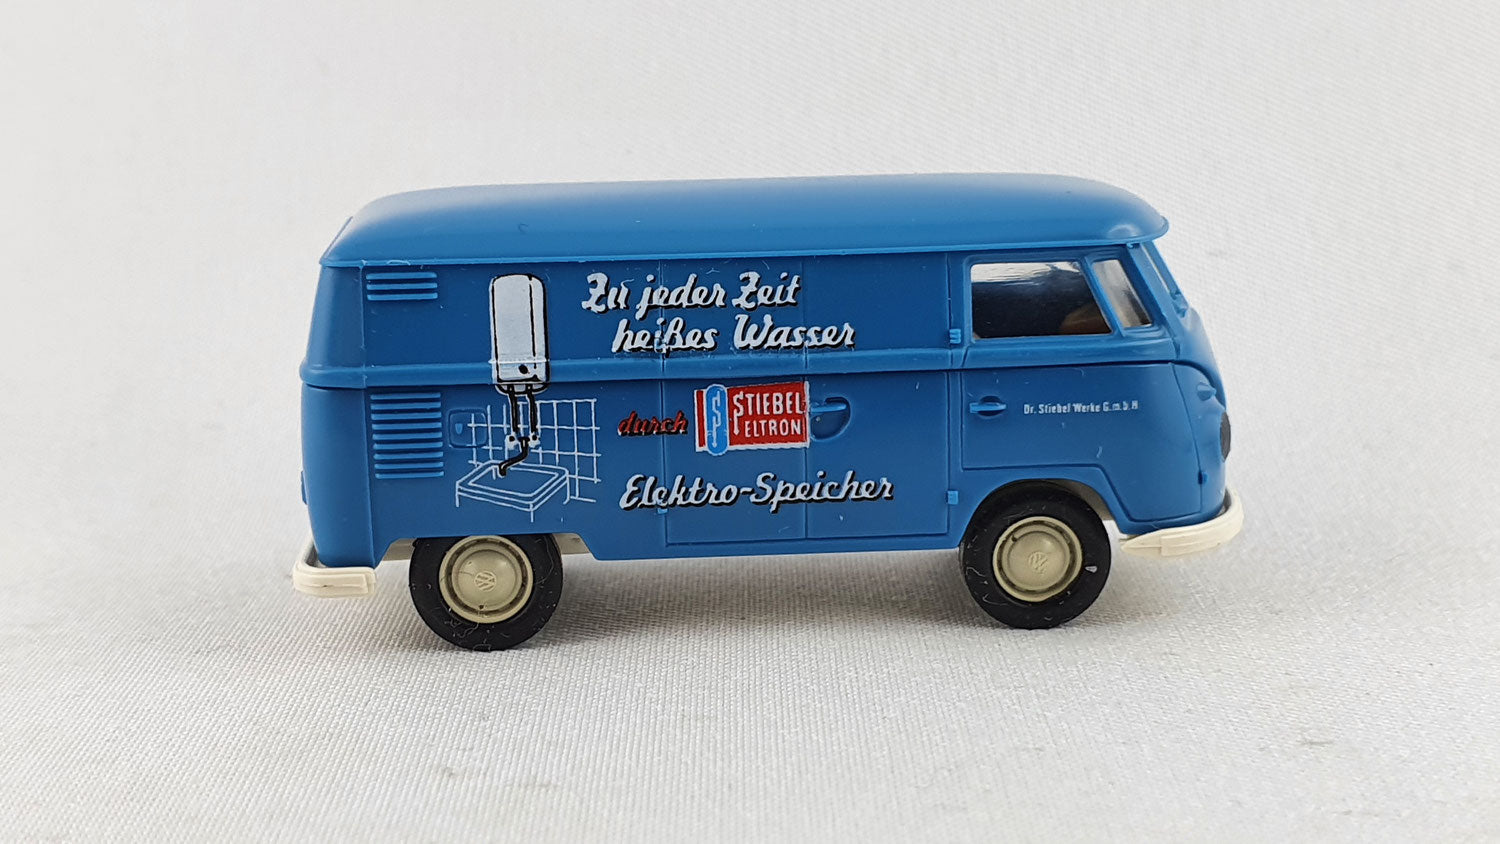 Zu jeder Zeit
heißes Wasser
durch
STIEBEL
ELTRON
Elektro-Speicher
Dr. Stiebel Werke G.m.b.H